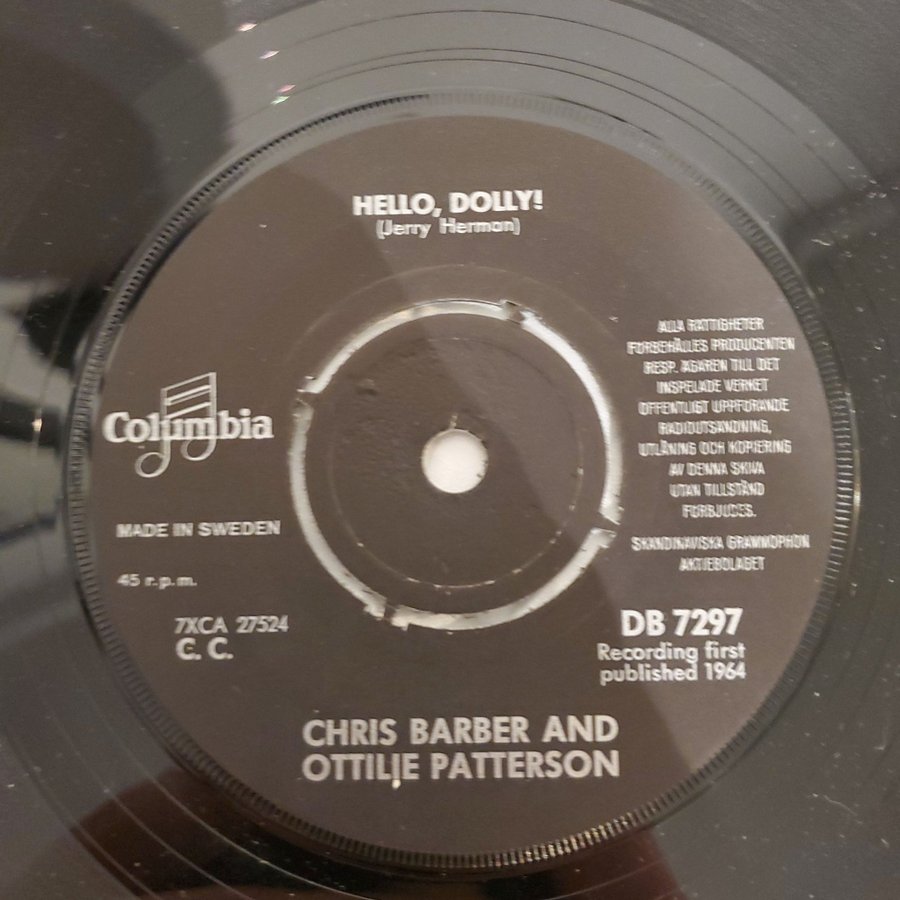 HELLO, DOLLY!
(Jerry Herman)
Columbia
MADE IN SWEDEN
45 r.p.m.
7XCA 27524
C. C.
ALLA RÄTTIGHETER
FÖRBEHÅLLES PRODUCENTEN
RESP. ÄGAREN TILL DET
INSPELADE VERKET
OFFENTLIGT UPPFÖRANDE
RADIOUTSÄNDNING,
UTLÅNING OCH KOPIERING
AV DENNA SKIVA
UTAN TILLSTÅND
FÖRBJUDES.
SKANDINAVISKA GRAMMOPHON
AKTIEBOLAGET
DB 7297
Recording first
published 1964
CHRIS BARBER AND
OTTILIE PATTERSON